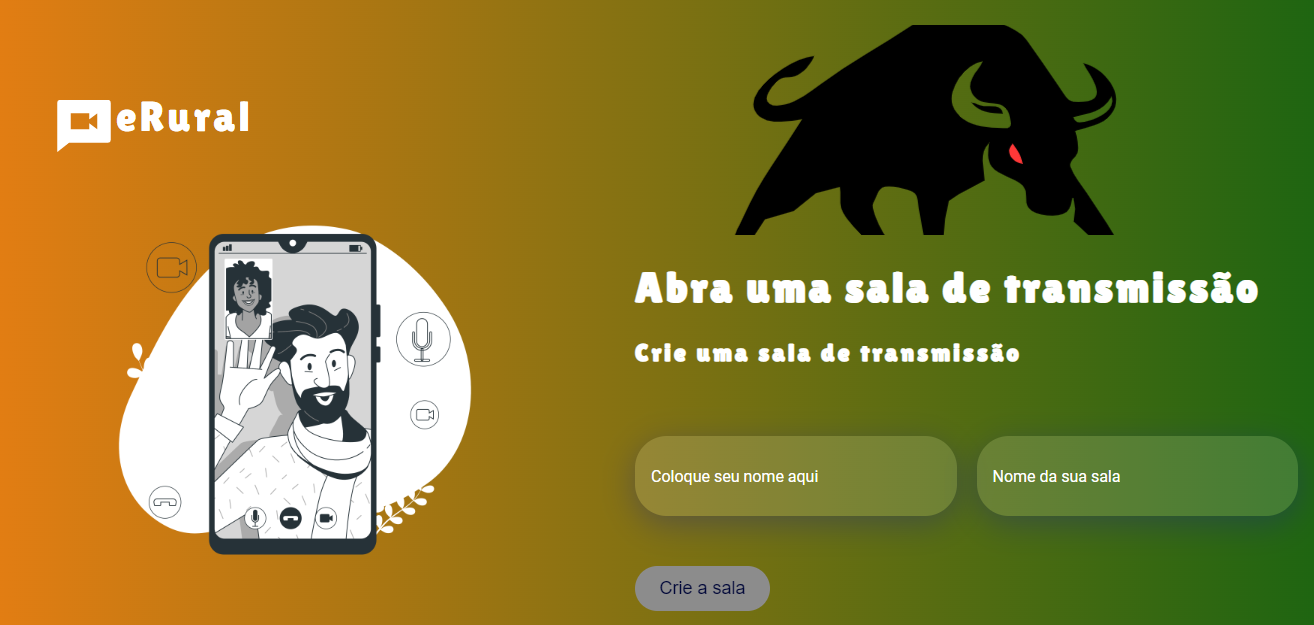 eRural
Abra uma sala de transmissão
Crie uma sala de transmissão
Coloque seu nome aqui
Nome da sua sala
Crie a sala